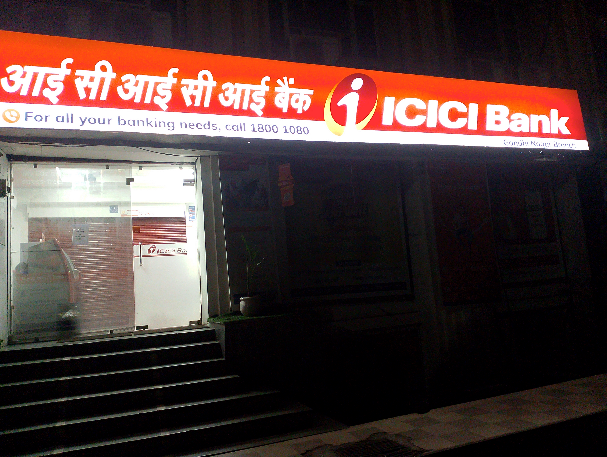 आई सी आई सी आई बैंक
ICICI Bank
For all your banking needs, call 1800 1080